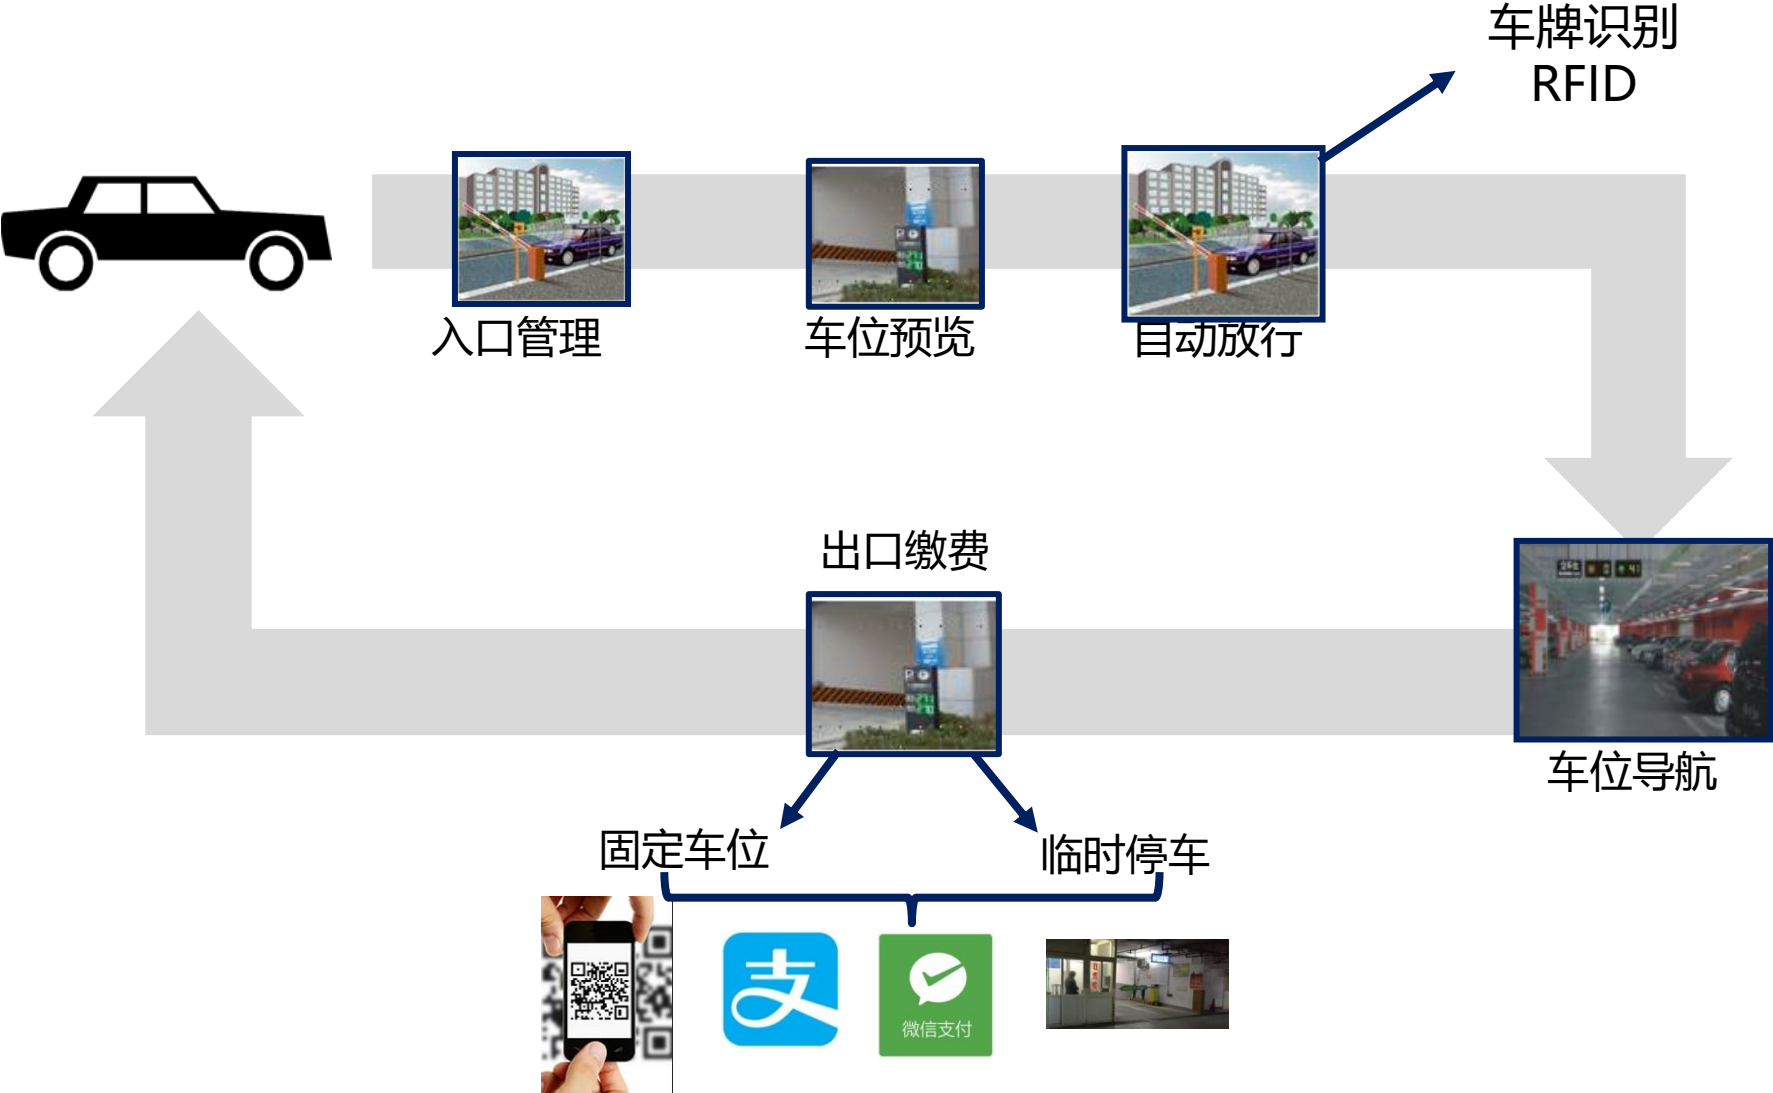 车牌识别
RFID
入口管理
车位预览
自动放行
出口缴费
车位导航
固定车位
临时停车
支
微信支付